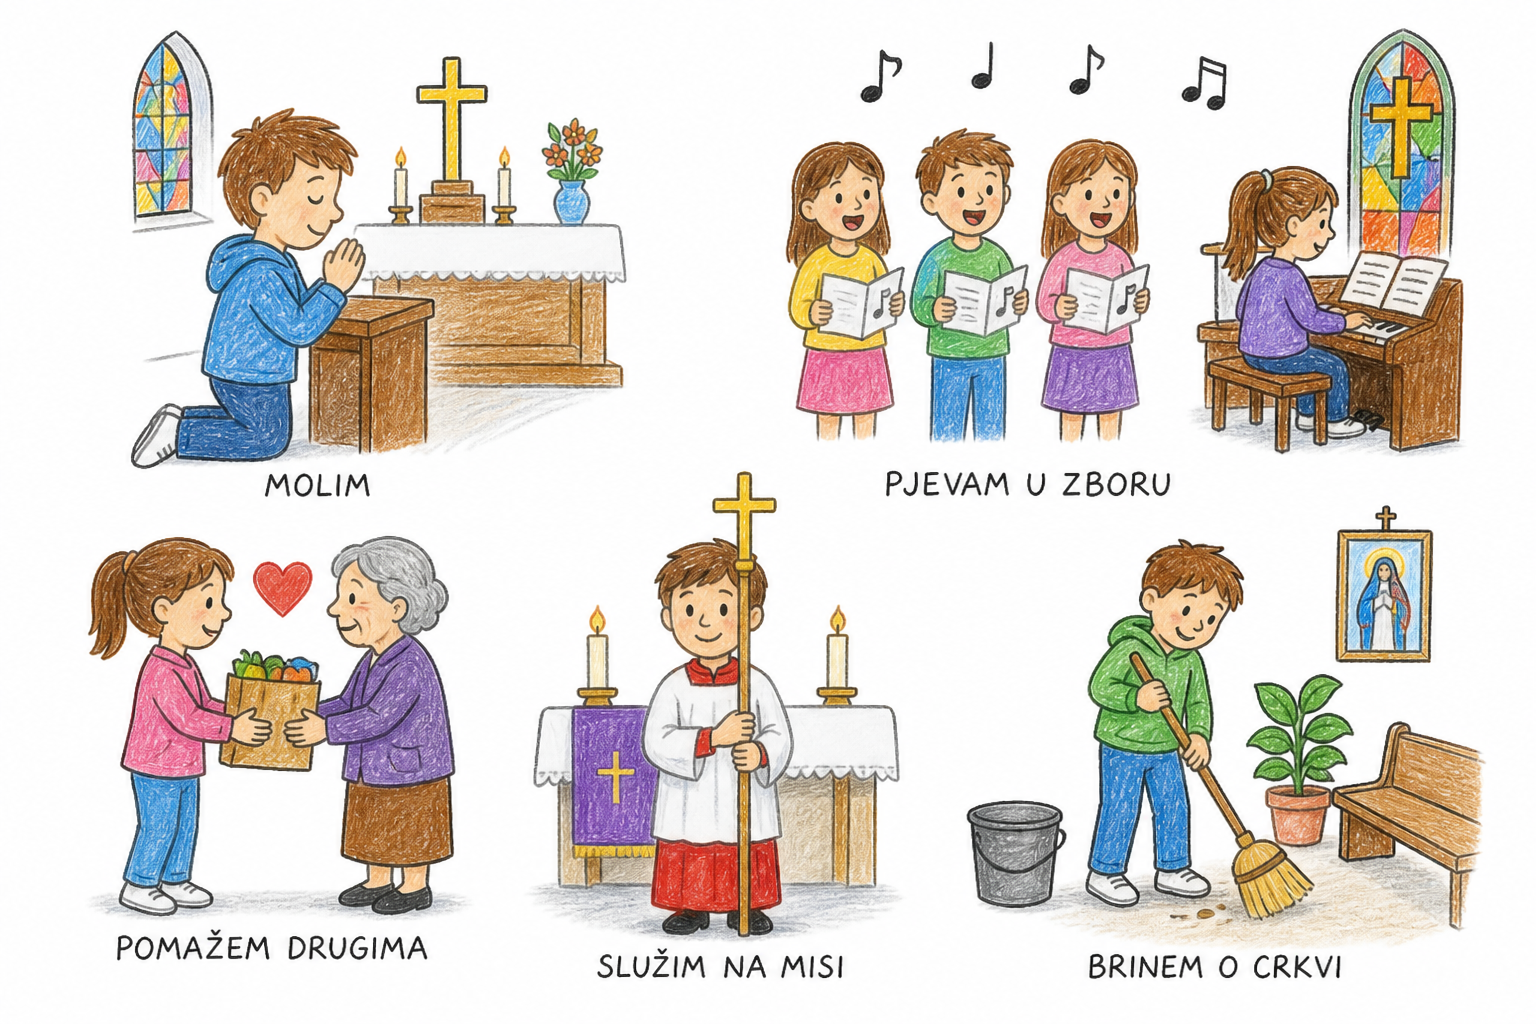 MOLIM
PJEVAM U ZBORU
POMAŽEM DRUGIMA
SLUŽIM NA MISI
BRINEM O CRKVI